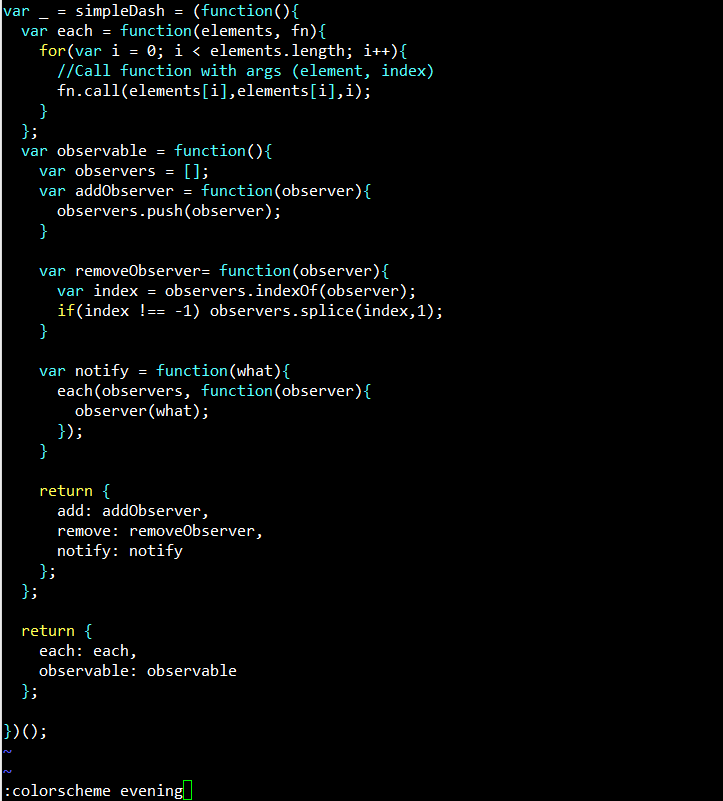 var _ = simpleDash = (function(){
  var each = function(elements, fn){
    for(var i = 0; i < elements.length; i++){
      //Call function with args (element, index)
      fn.call(elements[i],elements[i],i);
    }
  };
  var observable = function(){
    var observers = [];
    var addObserver = function(observer){
      observers.push(observer);
    }

    var removeObserver= function(observer){
      var index = observers.indexOf(observer);
      if(index !== -1) observers.splice(index,1);
    }

    var notify = function(what){
      each(observers, function(observer){
        observer(what);
      });
    }

    return {
      add: addObserver,
      remove: removeObserver,
      notify: notify
    };
  };

  return {
    each: each,
    observable: observable
  };

})();
~
~
:colorscheme evening